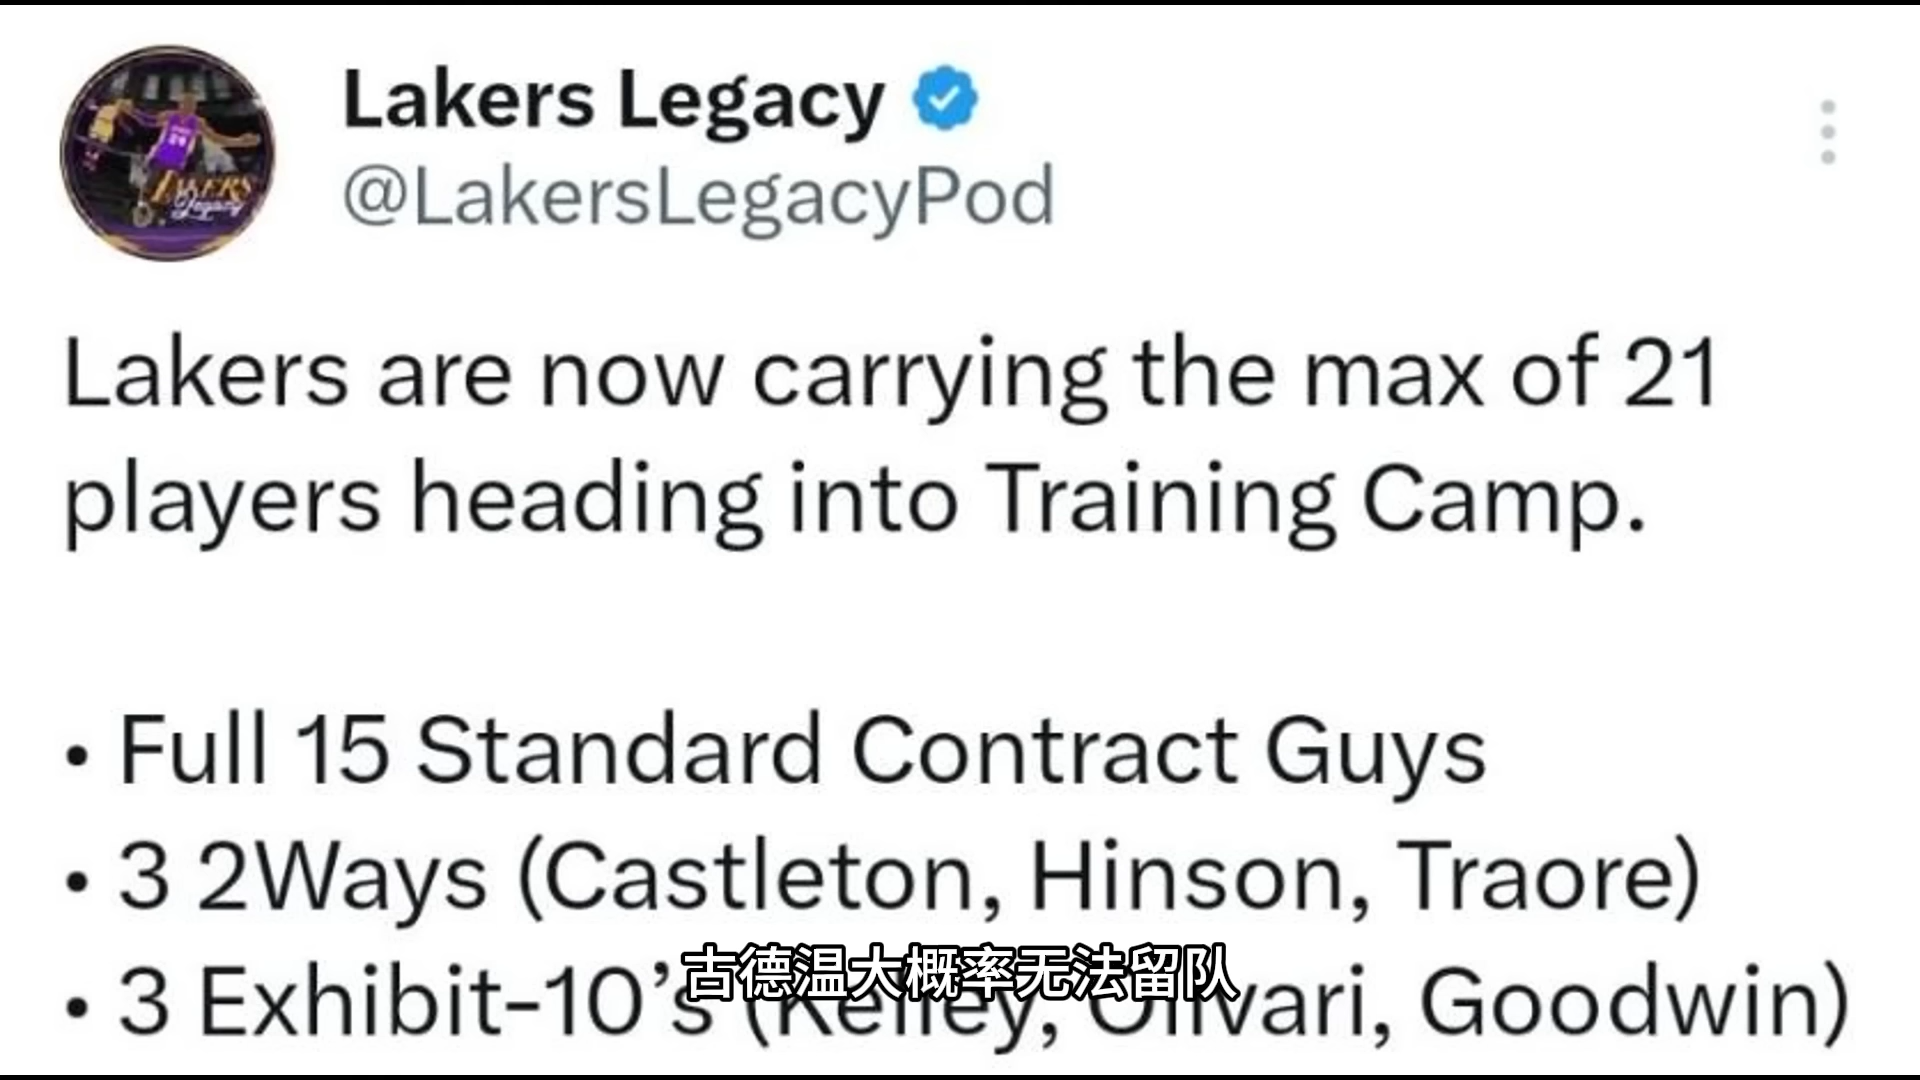 Lakers Legacy
@LakersLegacyPod
LAKERS
Legacy
Lakers are now carrying the max of 21
players heading into Training Camp.
• Full 15 Standard Contract Guys
• 3 2Ways (Castleton, Hinson, Traore)
• 3 Exhibit-10's (Kelley, Olivari, Goodwin)
古德温大概率无法留队